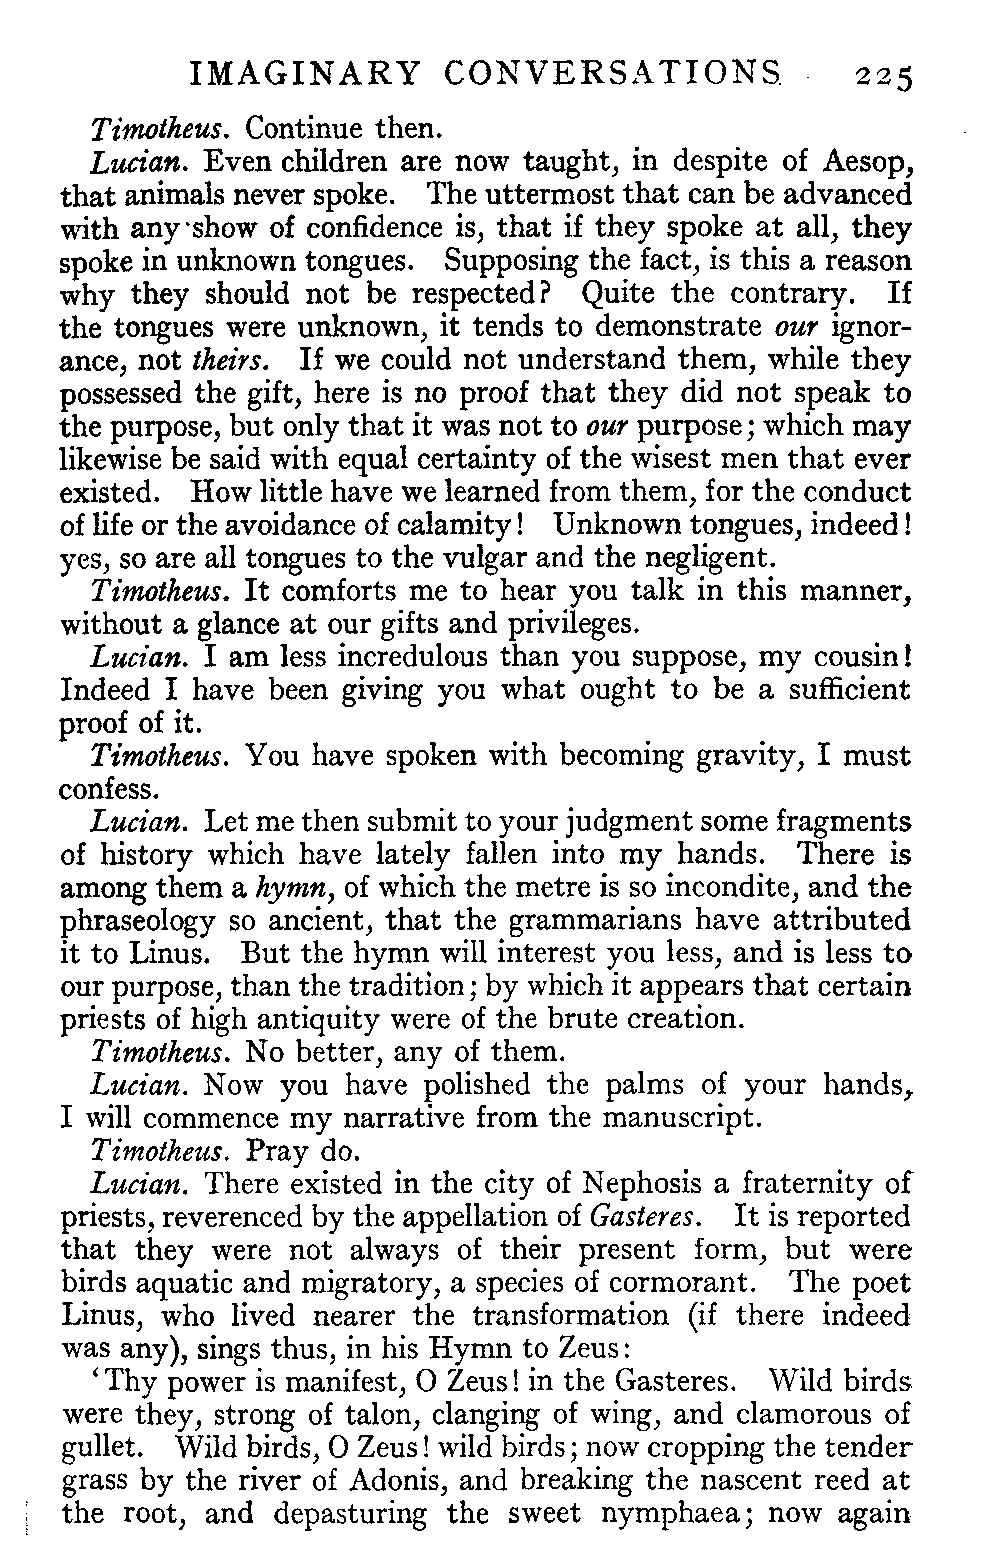 IMAGINARY CONVERSATIONS 225
Timotheus. Continue then.
Lucian. Even children are now taught, in despite of Aesop,
that animals never spoke. The uttermost that can be advanced
with any show of confidence is, that if they spoke at all, they
spoke in unknown tongues. Supposing the fact, is this a reason
why they should not be respected? Quite the contrary. If
the tongues were unknown, it tends to demonstrate our ignor-
ance, not theirs. If we could not understand them, while they
possessed the gift, here is no proof that they did not speak to
the purpose, but only that it was not to our purpose; which may
likewise be said with equal certainty of the wisest men that ever
existed. How little have we learned from them, for the conduct
of life or the avoidance of calamity! Unknown tongues, indeed!
yes, so are all tongues to the vulgar and the negligent.
Timotheus. It comforts me to hear you talk in this manner,
without a glance at our gifts and privileges.
Lucian. I am less incredulous than you suppose, my cousin!
Indeed I have been giving you what ought to be a sufficient
proof of it.
Timotheus. You have spoken with becoming gravity, I must
confess.
Lucian. Let me then submit to your judgment some fragments
of history which have lately fallen into my hands. There is
among them a hymn, of which the metre is so incondite, and the
phraseology so ancient, that the grammarians have attributed
it to Linus. But the hymn will interest you less, and is less to
our purpose, than the tradition; by which it appears that certain
priests of high antiquity were of the brute creation.
Timotheus. No better, any of them.
Lucian. Now you have polished the palms of your hands,
I will commence my narrative from the manuscript.
Timotheus. Pray do.
Lucian. There existed in the city of Nephosis a fraternity of
priests, reverenced by the appellation of Gasteres. It is reported
that they were not always of their present form, but were
birds aquatic and migratory, a species of cormorant. The poet
Linus, who lived nearer the transformation (if there indeed
was any), sings thus, in his Hymn to Zeus:
‘Thy power is manifest, O Zeus! in the Gasteres. Wild birds
were they, strong of talon, clanging of wing, and clamorous of
gullet. Wild birds, O Zeus! wild birds; now cropping the tender
grass by the river of Adonis, and breaking the nascent reed at
the root, and depasturing the sweet nymphaea; now again